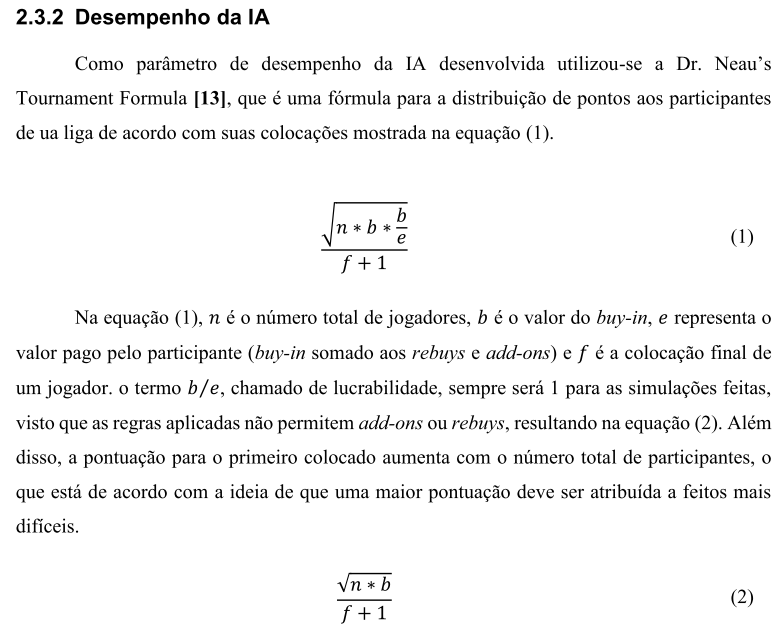 2.3.2 Desempenho da IA
Como parâmetro de desempenho da IA desenvolvida utilizou-se a Dr. Neau's
Tournament Formula [13], que é uma fórmula para a distribuição de pontos aos participantes
de ua liga de acordo com suas colocações mostrada na equação (1).
√(n ∗ b ∗ b/e) / (f + 1) (1)
Na equação (1), n é o número total de jogadores, b é o valor do buy-in, e representa o
valor pago pelo participante (buy-in somado aos rebuys e add-ons) e f é a colocação final de
um jogador. o termo b/e, chamado de lucrabilidade, sempre será 1 para as simulações feitas,
visto que as regras aplicadas não permitem add-ons ou rebuys, resultando na equação (2). Além
disso, a pontuação para o primeiro colocado aumenta com o número total de participantes, o
que está de acordo com a ideia de que uma maior pontuação deve ser atribuída a feitos mais
difíceis.
√(n ∗ b) / (f + 1) (2)